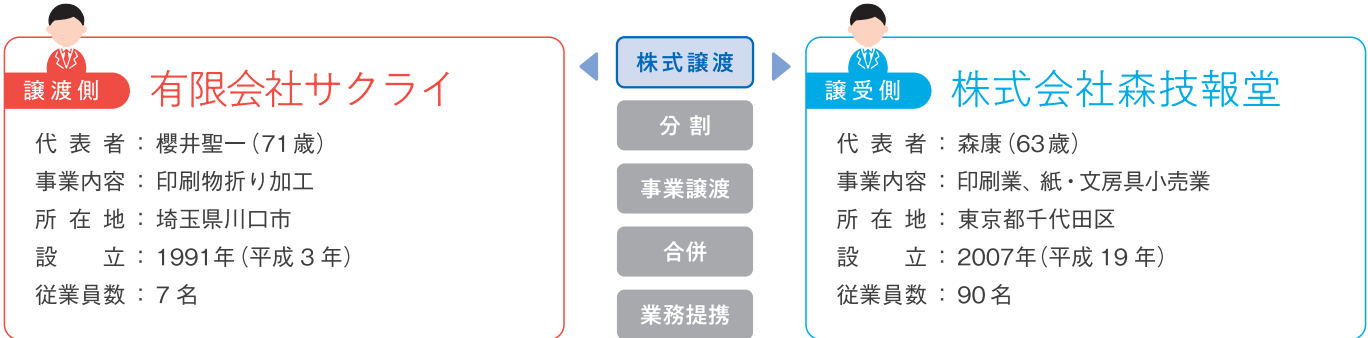 譲渡側 有限会社サクライ
代表者：櫻井聖一（71歳）
事業内容：印刷物折り加工
所在地：埼玉県川口市
設立：1991年（平成3年）
従業員数：7名
株式譲渡
分割
事業譲渡
合併
業務提携
譲受側 株式会社森技報堂
代表者：森康（63歳）
事業内容：印刷業、紙・文房具小売業
所在地：東京都千代田区
設立：2007年（平成19年）
従業員数：90名